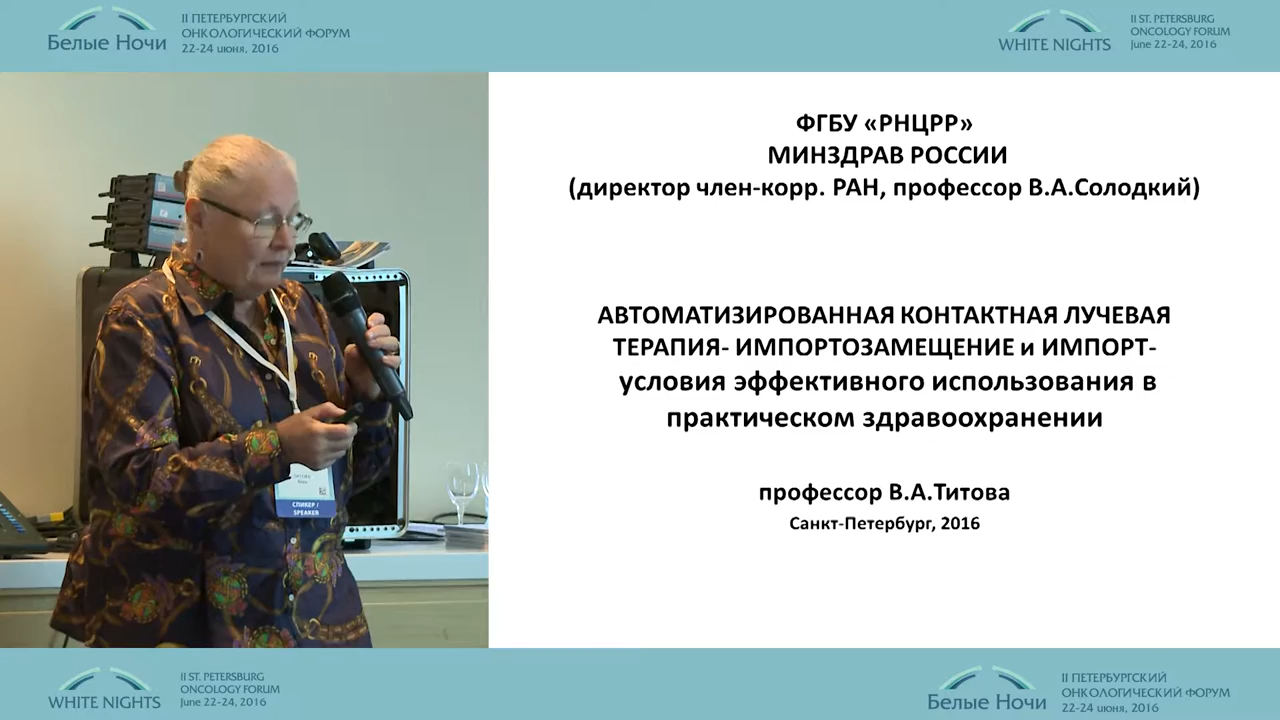 Белые Ночи
II ПЕТЕРБУРГСКИЙ
ОНКОЛОГИЧЕСКИЙ ФОРУМ
22-24 июня, 2016
WHITE NIGHTS
II ST. PETERSBURG
ONCOLOGY FORUM
June 22-24, 2016
ФГБУ «РНЦРР»
МИНЗДРАВ РОССИИ
(директор член-корр. РАН, профессор В.А.Солодкий)
АВТОМАТИЗИРОВАННАЯ КОНТАКТНАЯ ЛУЧЕВАЯ
ТЕРАПИЯ- ИМПОРТОЗАМЕЩЕНИЕ и ИМПОРТ-
условия эффективного использования в
практическом здравоохранении
профессор В.А.Титова
Санкт-Петербург, 2016
СПИКЕР /
SPEAKER
WHITE NIGHTS
II ST. PETERSBURG
ONCOLOGY FORUM
June 22-24, 2016
Белые Ночи
II ПЕТЕРБУРГСКИЙ
ОНКОЛОГИЧЕСКИЙ ФОРУМ
22-24 июня, 2016